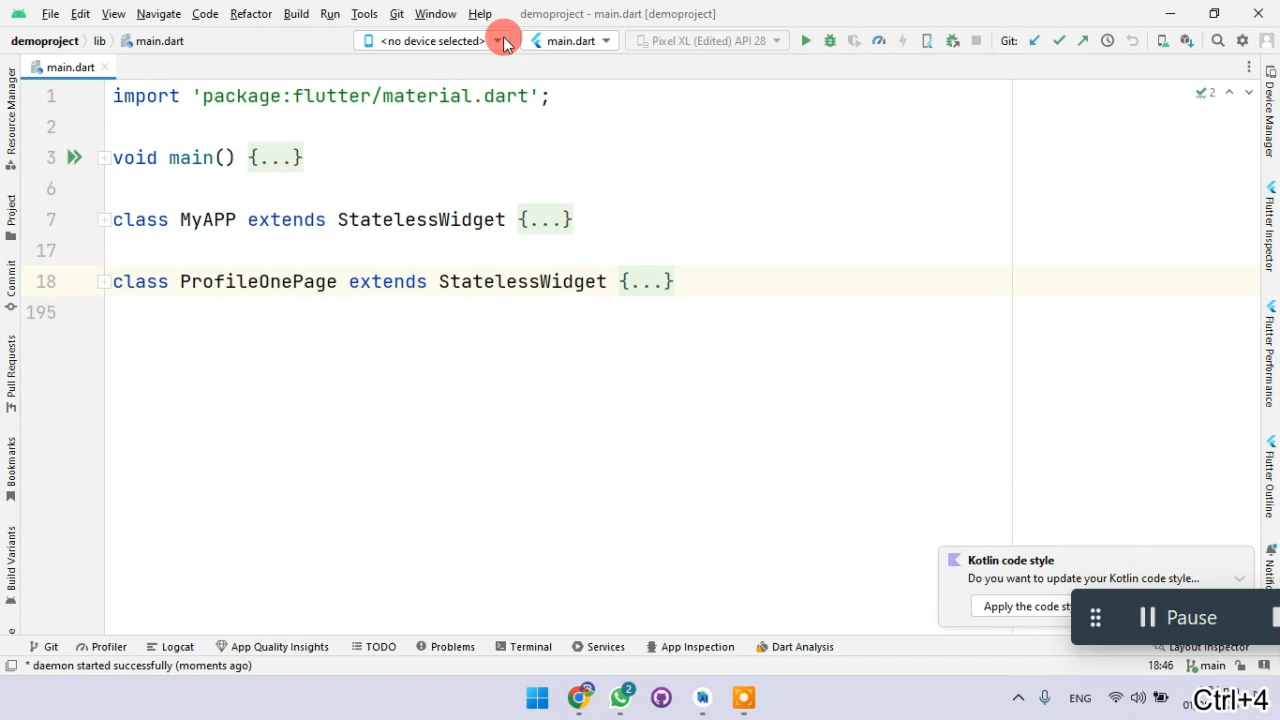 File Edit View Navigate Code Refactor Build Run Tools Git Window Help demoproject - main.dart [demoproject]
demoproject lib main.dart <no device selected> main.dart Pixel XL (Edited) API 28 Git:
main.dart
1 import 'package:flutter/material.dart';
2
3 void main() {...}
6
7 class MyAPP extends StatelessWidget {...}
17
18 class ProfileOnePage extends StatelessWidget {...}
195
2
Resource Manager
Project
Commit
Pull Requests
Bookmarks
Build Variants
Device Manager
Flutter Inspector
Flutter Performance
Flutter Outline
Kotlin code style
Do you want to update your Kotlin code style...
Apply the code
Pause
Git Profiler Logcat App Quality Insights TODO Problems Terminal Services App Inspection Dart Analysis Layout Inspector
* daemon started successfully (moments ago) 18:46 main
2
ENG
Ctrl+4